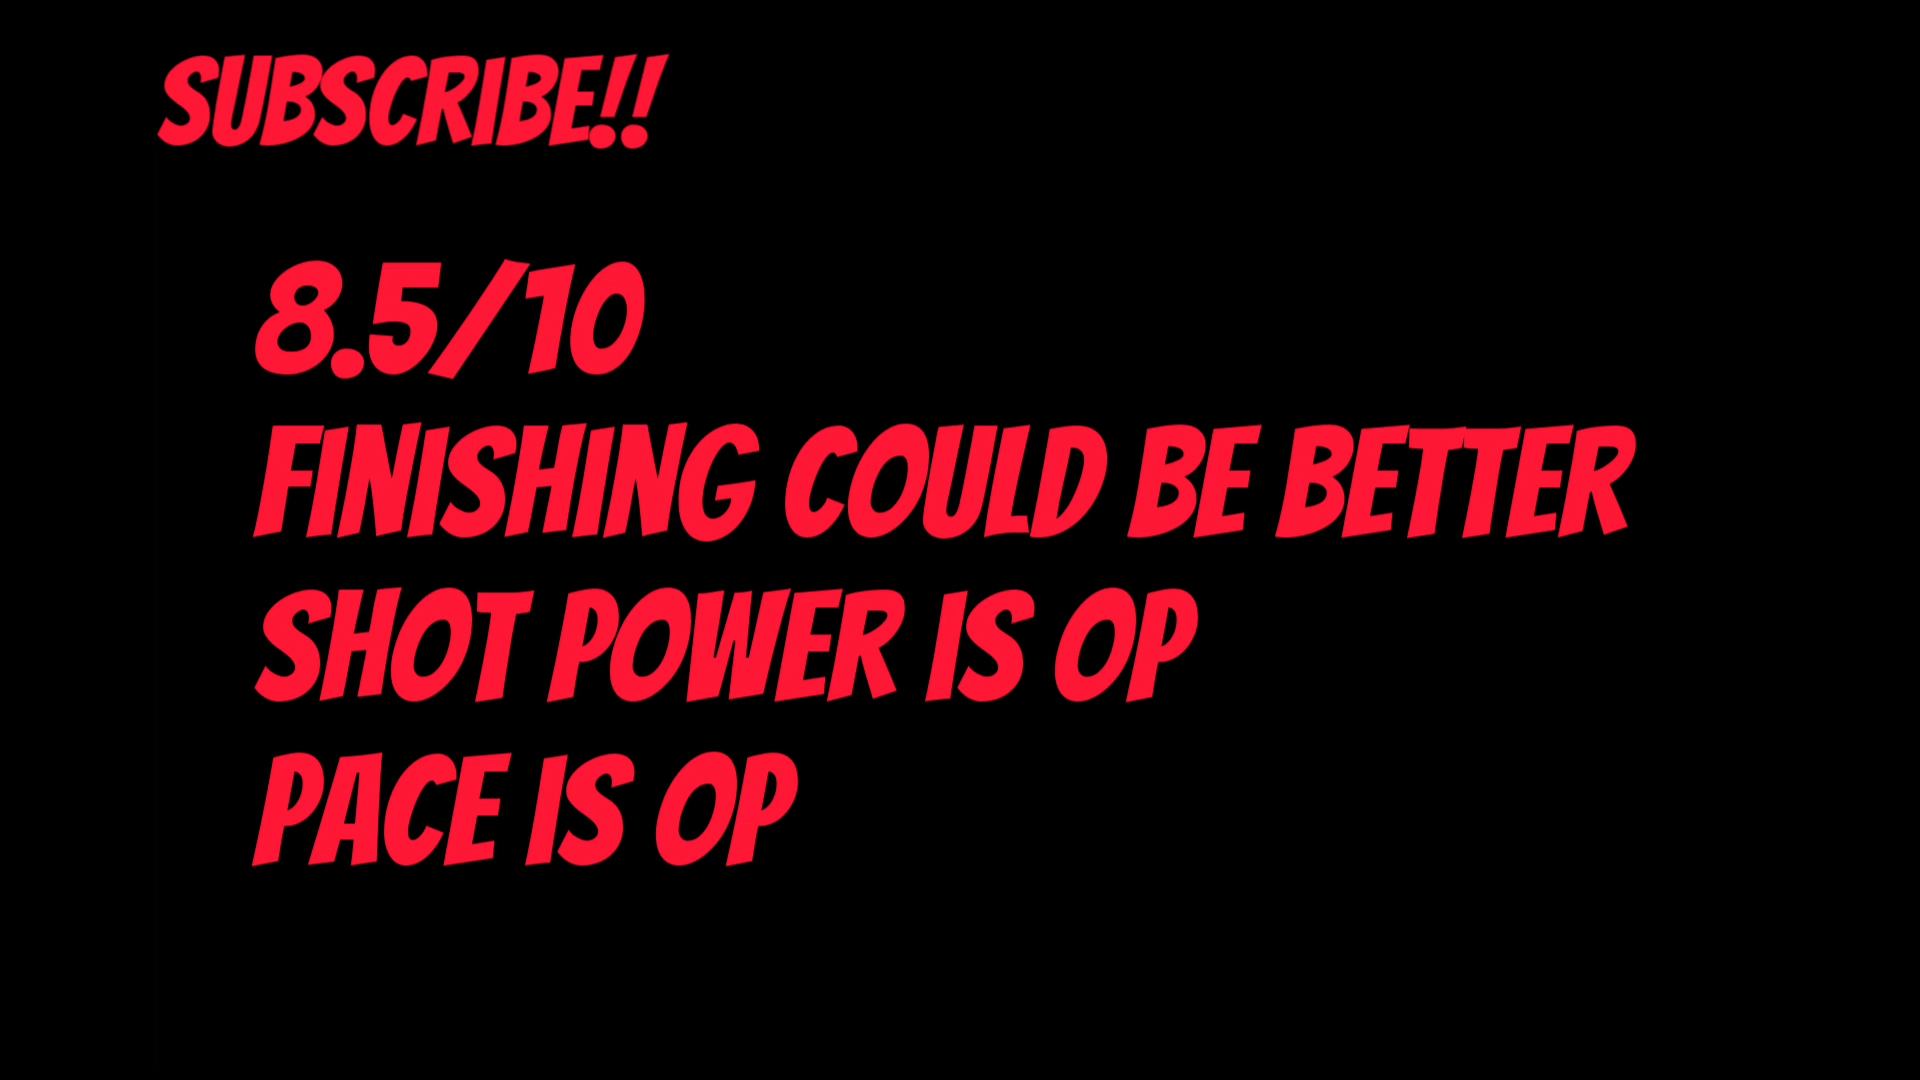 SUBSCRIBE!!
8.5/10
FINISHING COULD BE BETTER
SHOT POWER IS OP
PACE IS OP